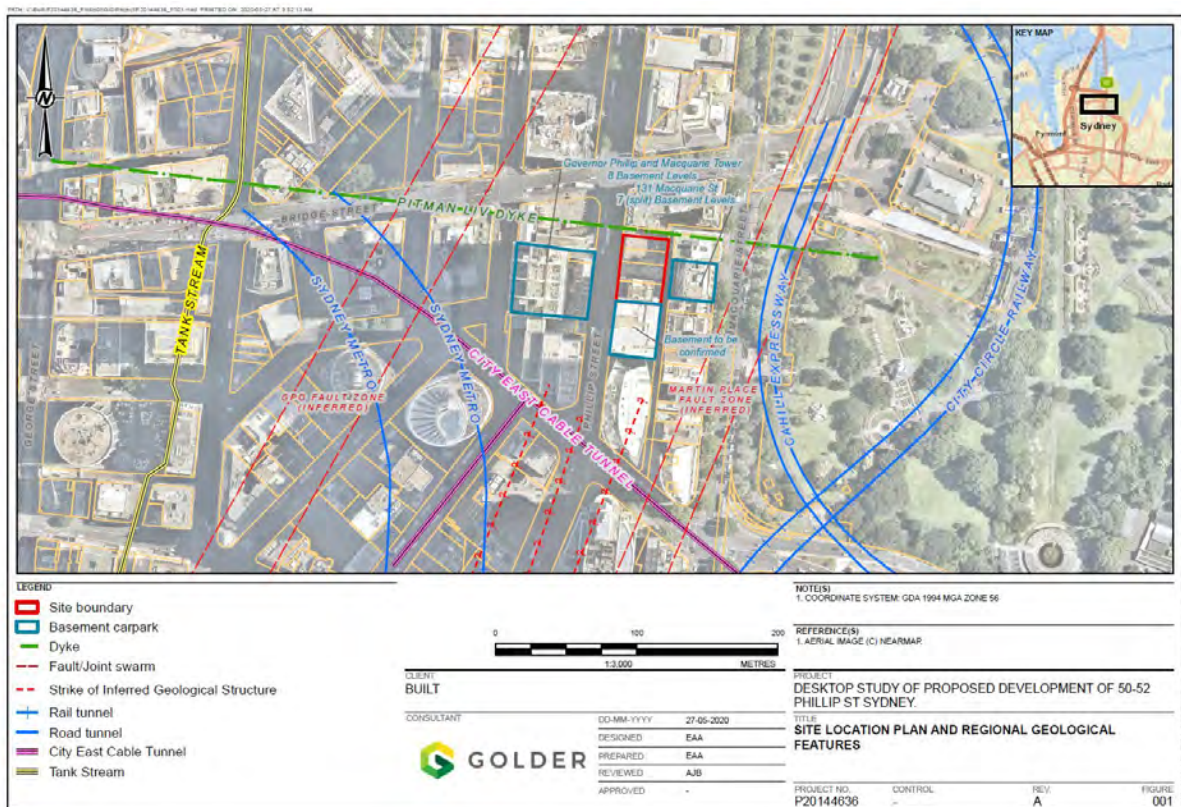 KEY MAP
Sydney
N
Governor Phillip and Macquarie Tower
8 Basement Levels
131 Macquarie St
7 (split) Basement Levels
PITMAN LIV DYKE
BRIDGE STREET
TANK STREAM
SYDNEY METRO
SYDNEY METRO
CITY EAST CABLE TUNNEL
GEORGE STREET
GPO FAULT ZONE
(INFERRED)
PHILLIP STREET
Basement to be
confirmed
MARTIN PLACE
FAULT ZONE
(INFERRED)
MACQUARIE STREET
CAHILL EXPRESSWAY
CITY CIRCLE RAILWAY
LEGEND
Site boundary
Basement carpark
Dyke
Fault/Joint swarm
Strike of Inferred Geological Structure
Rail tunnel
Road tunnel
City East Cable Tunnel
Tank Stream
0 100 200
1:3,000 METRES
CLIENT
BUILT
CONSULTANT
GOLDER
DD-MM-YYYY 27-05-2020
DESIGNED EAA
PREPARED EAA
REVIEWED AJB
APPROVED -
NOTE(S)
1. COORDINATE SYSTEM: GDA 1994 MGA ZONE 56
REFERENCE(S)
1. AERIAL IMAGE (C) NEARMAP.
PROJECT
DESKTOP STUDY OF PROPOSED DEVELOPMENT OF 50-52
PHILLIP ST SYDNEY.
TITLE
SITE LOCATION PLAN AND REGIONAL GEOLOGICAL
FEATURES
PROJECT NO. CONTROL REV. FIGURE
P20144636 - A 001